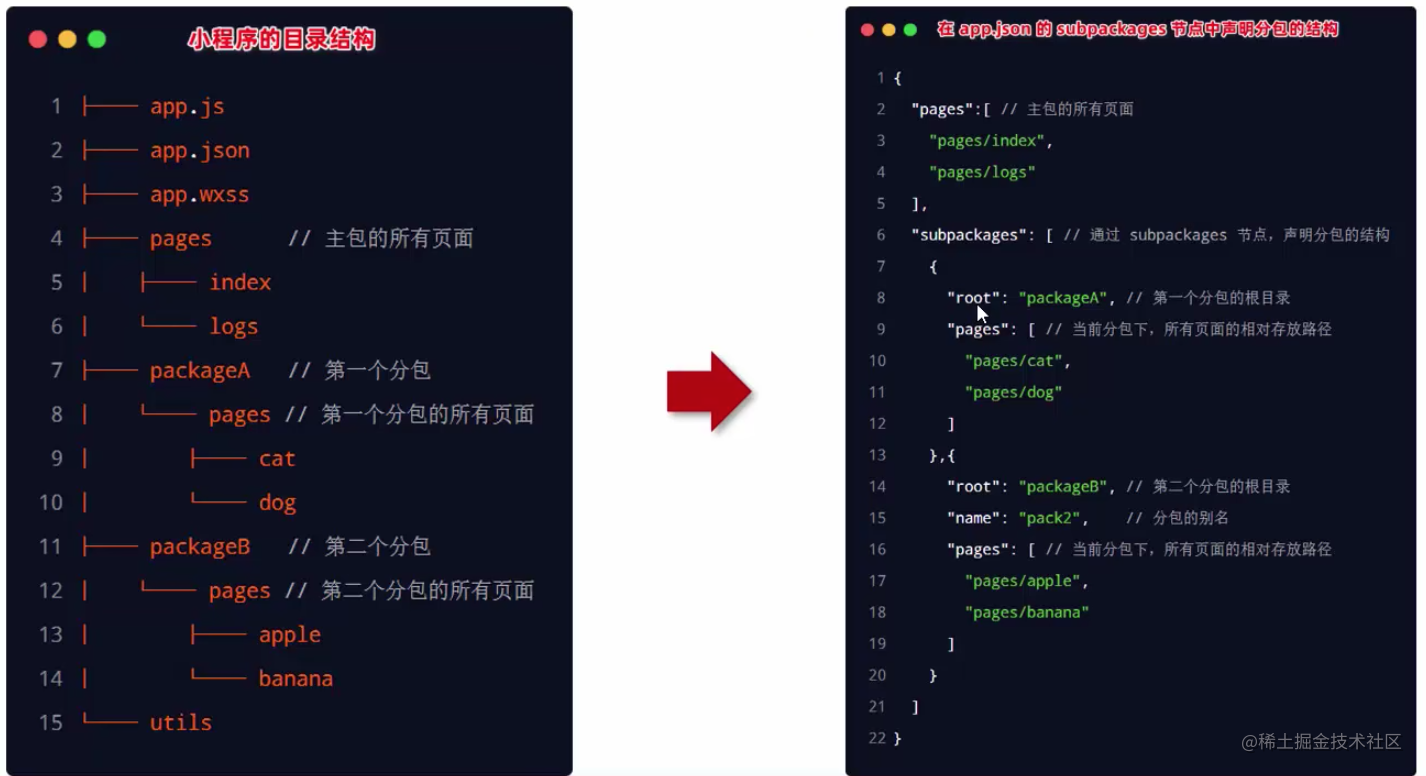 小程序的目录结构
1 ├── app.js
2 ├── app.json
3 ├── app.wxss
4 ├── pages // 主包的所有页面
5 │ ├── index
6 │ └── logs
7 ├── packageA // 第一个分包
8 │ └── pages // 第一个分包的所有页面
9 │ ├── cat
10 │ └── dog
11 ├── packageB // 第二个分包
12 │ └── pages // 第二个分包的所有页面
13 │ ├── apple
14 │ └── banana
15 └── utils
在 app.json 的 subpackages 节点中声明分包的结构
1 {
2 "pages":[ // 主包的所有页面
3 "pages/index",
4 "pages/logs"
5 ],
6 "subpackages": [ // 通过 subpackages 节点，声明分包的结构
7 {
8 "root": "packageA", // 第一个分包的根目录
9 "pages": [ // 当前分包下，所有页面的相对存放路径
10 "pages/cat",
11 "pages/dog"
12 ]
13 },{
14 "root": "packageB", // 第二个分包的根目录
15 "name": "pack2", // 分包的别名
16 "pages": [ // 当前分包下，所有页面的相对存放路径
17 "pages/apple",
18 "pages/banana"
19 ]
20 }
21 ]
22 }
@稀土掘金技术社区